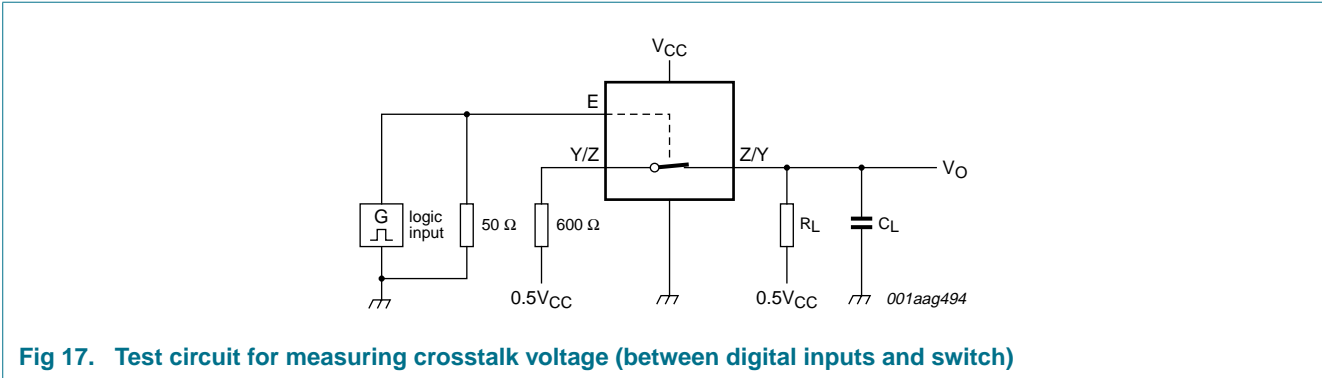 VCC
E
Y/Z
Z/Y
VO
G
logic
input
50 Ω
600 Ω
RL
CL
0.5VCC
0.5VCC
001aag494
Fig 17. Test circuit for measuring crosstalk voltage (between digital inputs and switch)